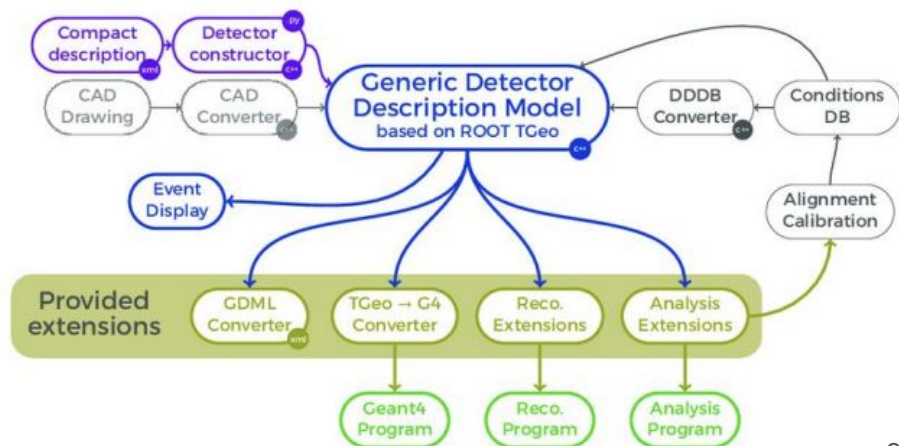 Compact
description
xml
Detector
constructor
.py
c++
CAD
Drawing
CAD
Converter
c++
Generic Detector
Description Model
based on ROOT TGeo
c++
DDDB
Converter
c++
Conditions
DB
Event
Display
Alignment
Calibration
Provided
extensions
GDML
Converter
xml
TGeo → G4
Converter
Reco.
Extensions
Analysis
Extensions
Geant4
Program
Reco.
Program
Analysis
Program